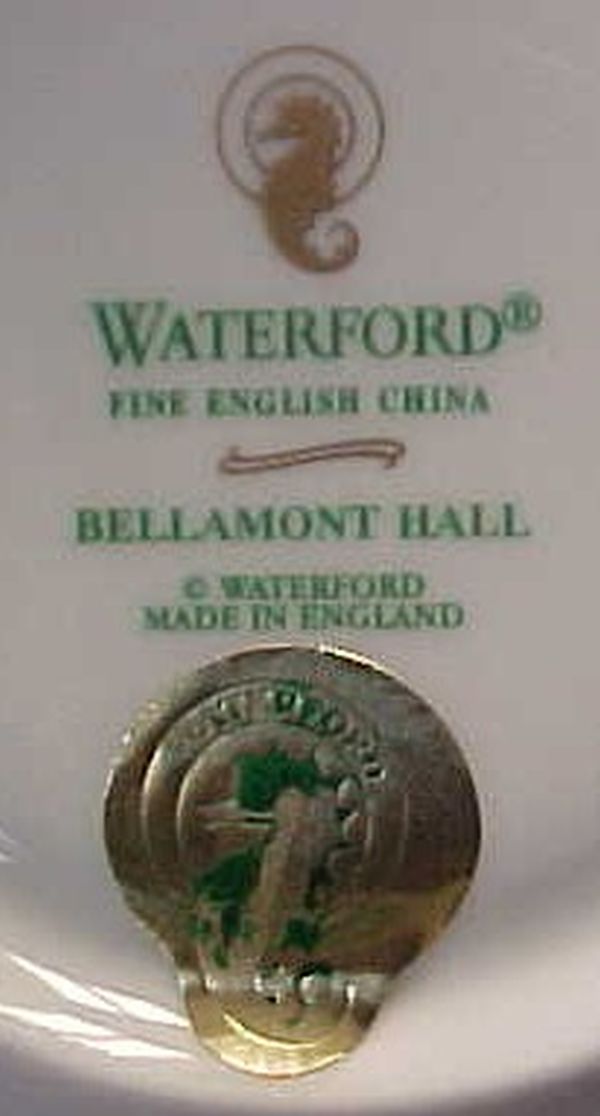 WATERFORD®
FINE ENGLISH CHINA
BELLAMONT HALL
© WATERFORD
MADE IN ENGLAND